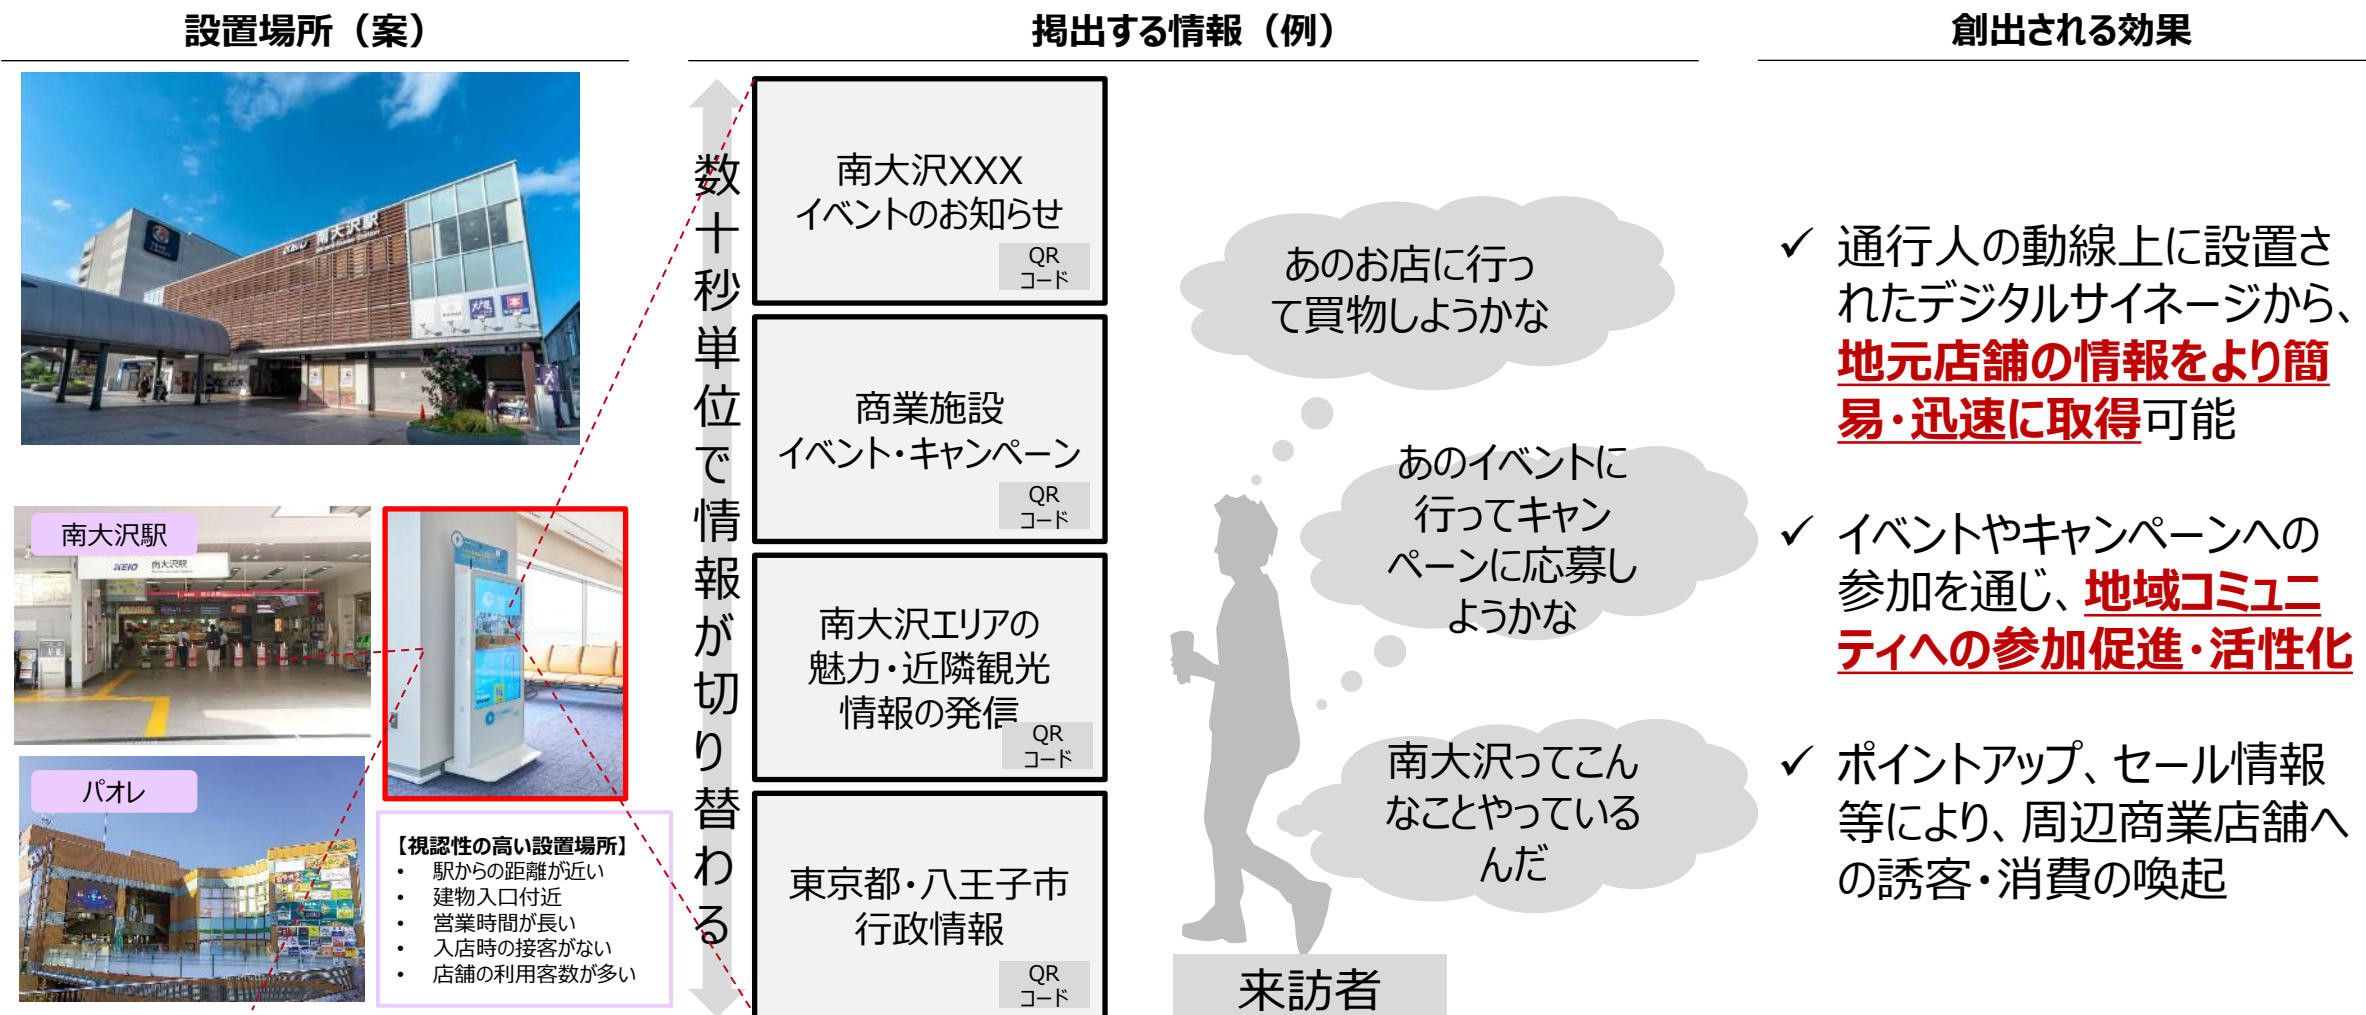 設置場所（案）
掲出する情報（例）
創出される効果
KEIO 南大沢駅
南大沢駅
KEIO 南大沢駅
パオレ
【視認性の高い設置場所】
• 駅からの距離が近い
• 建物入口付近
• 営業時間が長い
• 入店時の接客がない
• 店舗の利用客数が多い
数十秒単位で情報が切り替わる
南大沢XXX
イベントのお知らせ
QR
コード
商業施設
イベント・キャンペーン
QR
コード
南大沢エリアの
魅力・近隣観光
情報の発信
QR
コード
東京都・八王子市
行政情報
QR
コード
あのお店に行っ
て買物しようかな
あのイベントに
行ってキャン
ペーンに応募し
ようかな
南大沢ってこん
なことやっている
んだ
来訪者
✓ 通行人の動線上に設置さ
れたデジタルサイネージから、
地元店舗の情報をより簡
易・迅速に取得可能
✓ イベントやキャンペーンへの
参加を通じ、地域コミュニ
ティへの参加促進・活性化
✓ ポイントアップ、セール情報
等により、周辺商業店舗へ
の誘客・消費の喚起